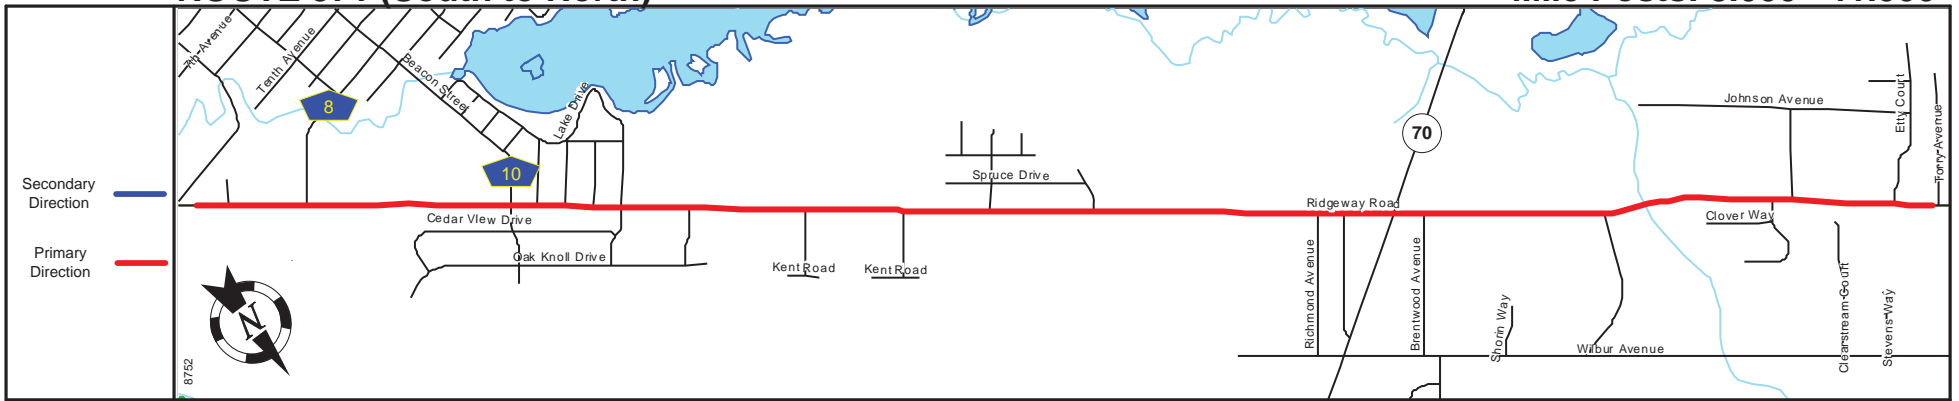 7th Avenue
Tenth Avenue
Beacon Street
Lake Drive
8
10
70
Johnson Avenue
Etty Court
Torry Avenue
Spruce Drive
Secondary
Direction
Ridgeway Road
Cedar VIew Drive
Clover Way
Primary
Direction
Oak Knoll Drive
Kent Road
Kent Road
Richmond Avenue
Brentwood Avenue
Shorin Way
Wilbur Avenue
Clearstream Court
Stevens Way
N
8752